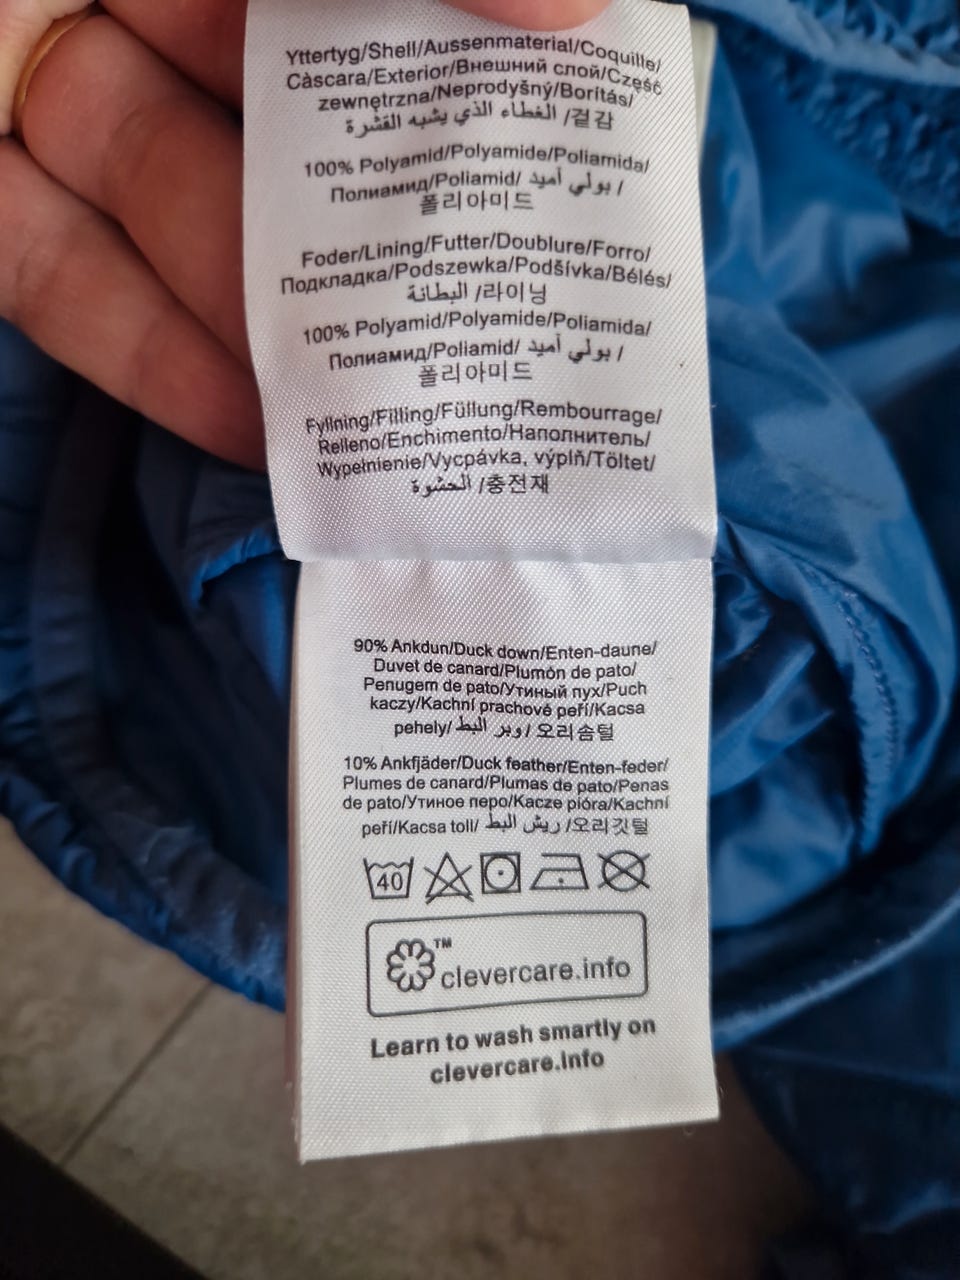 Yttertyg/Shell/Aussenmaterial/Coquille/
Càscara/Exterior/Внешний слой/Część
zewnętrzna/Neprodyšný/Borítás/
الغطاء الذي يشبه القشرة /겉감
100% Polyamid/Polyamide/Poliamida/
Полиамид/Poliamid/ بولي أميد /
폴리아미드
Foder/Lining/Futter/Doublure/Forro/
Подкладка/Podszewka/Podšívka/Bélés/
البطانة /라이닝
100% Polyamid/Polyamide/Poliamida/
Полиамид/Poliamid/ بولي أميد /
폴리아미드
Fyllning/Filling/Füllung/Rembourrage/
Relleno/Enchimento/Наполнитель/
Wypełnienie/Vycpávka, výplň/Töltet/
الحشوة /충전재
90% Ankdun/Duck down/Enten-daune/
Duvet de canard/Plumón de pato/
Penugem de pato/Утиный пух/Puch
kaczy/Kachní prachové peří/Kacsa
pehely/ وبر البط / 오리솜털
10% Ankfjäder/Duck feather/Enten-feder/
Plumes de canard/Plumas de pato/Penas
de pato/Утиное перо/Kacze pióra/Kachní
peří/Kacsa toll/ ريش البط /오리깃털
40
™
clevercare.info
Learn to wash smartly on
clevercare.info